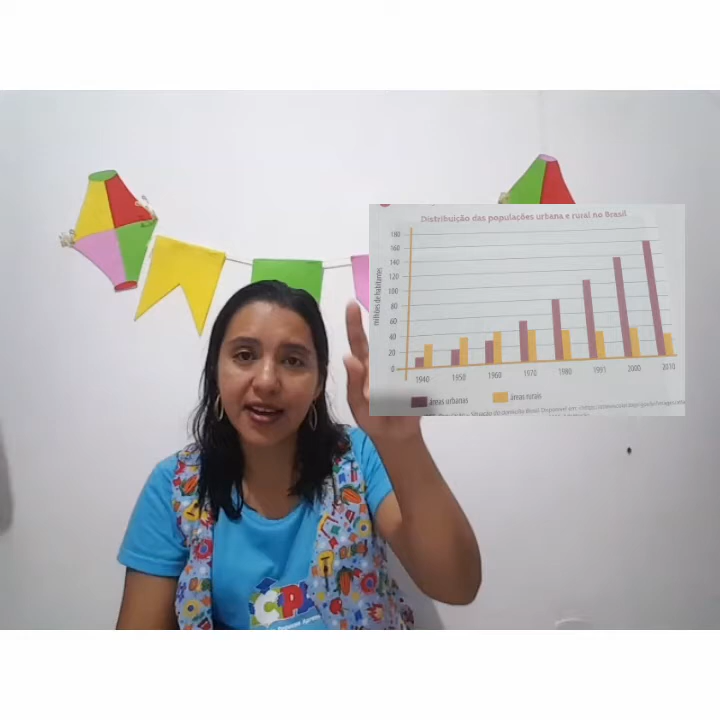 Distribuição das populações urbana e rural no Brasil
milhões de habitantes
180
160
140
120
100
80
60
40
20
0
1940 1950 1960 1970 1980 1991 2000 2010
áreas urbanas áreas rurais
CP